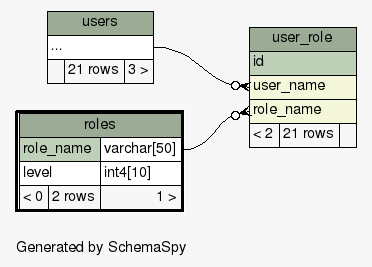 users
...
21 rows 3 >
user_role
id
user_name
role_name
< 2 21 rows
roles
role_name varchar[50]
level int4[10]
< 0 2 rows 1 >
Generated by SchemaSpy